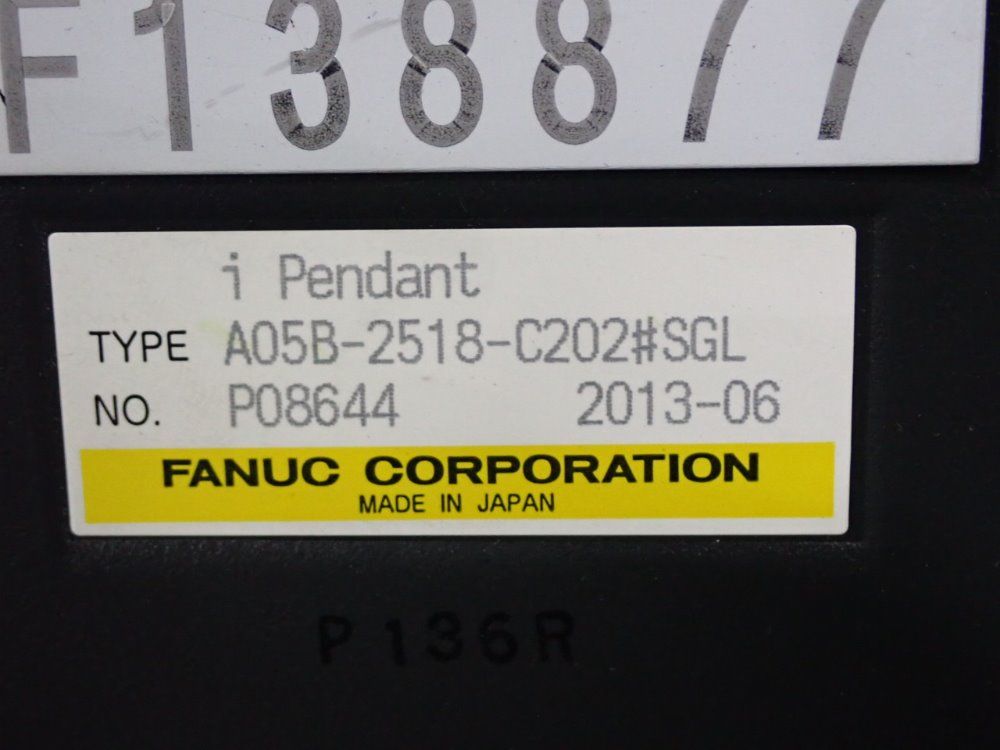 F138877
i Pendant
TYPE A05B-2518-C202#SGL
NO. P08644 2013-06
FANUC CORPORATION
MADE IN JAPAN
P136R